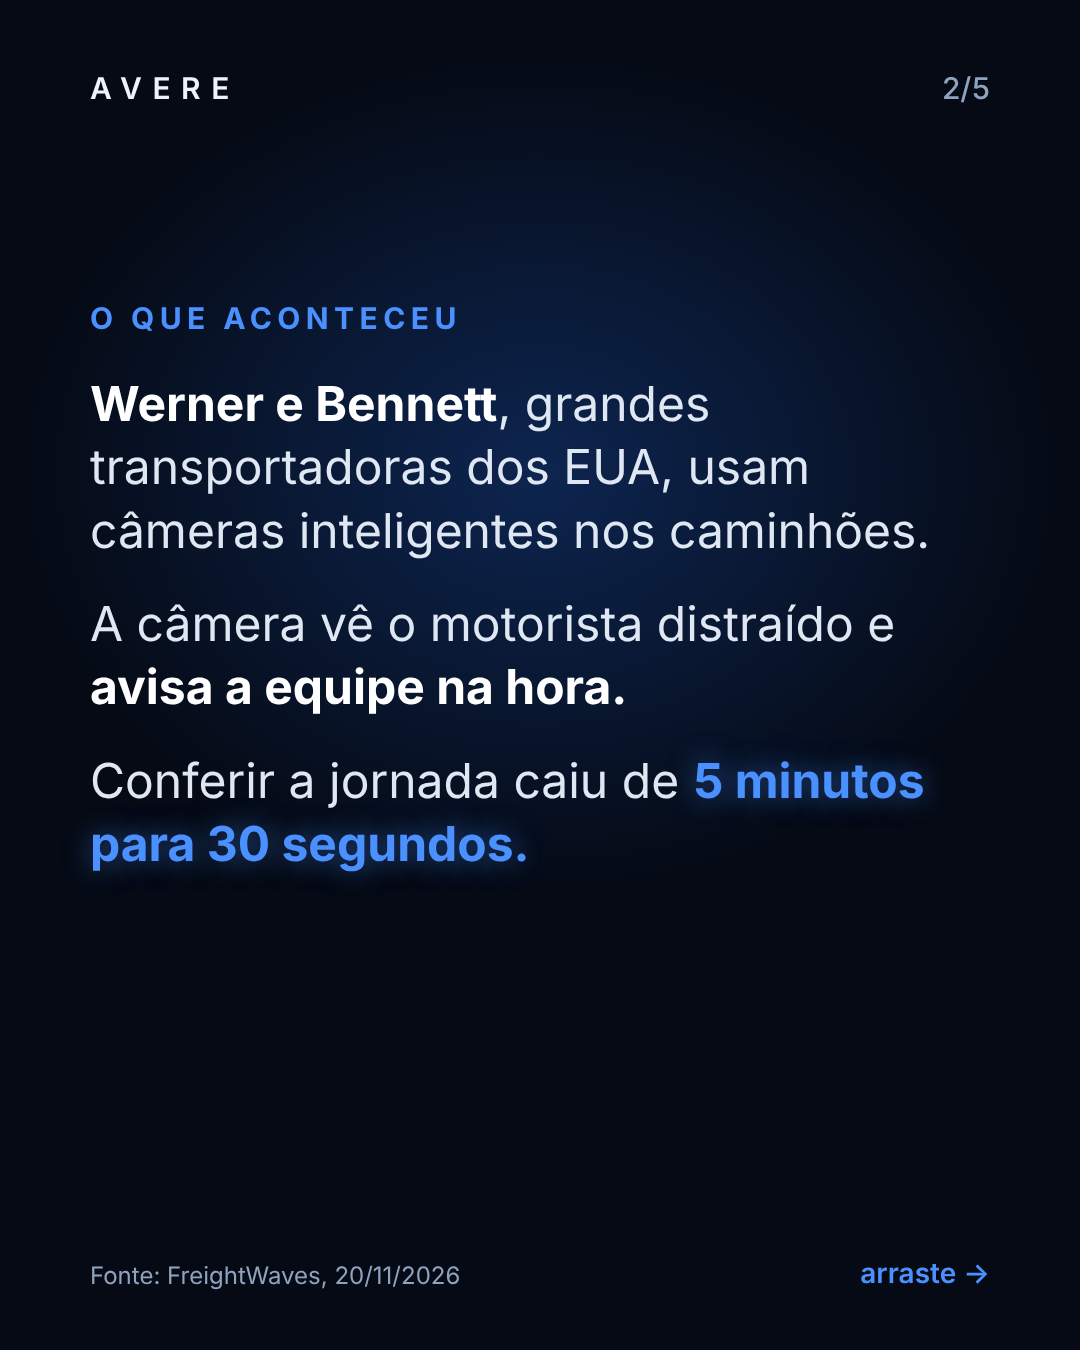 AVERE
2/5
O QUE ACONTECEU
Werner e Bennett, grandes
transportadoras dos EUA, usam
câmeras inteligentes nos caminhões.
A câmera vê o motorista distraído e
avisa a equipe na hora.
Conferir a jornada caiu de 5 minutos
para 30 segundos.
Fonte: FreightWaves, 20/11/2026
arraste →